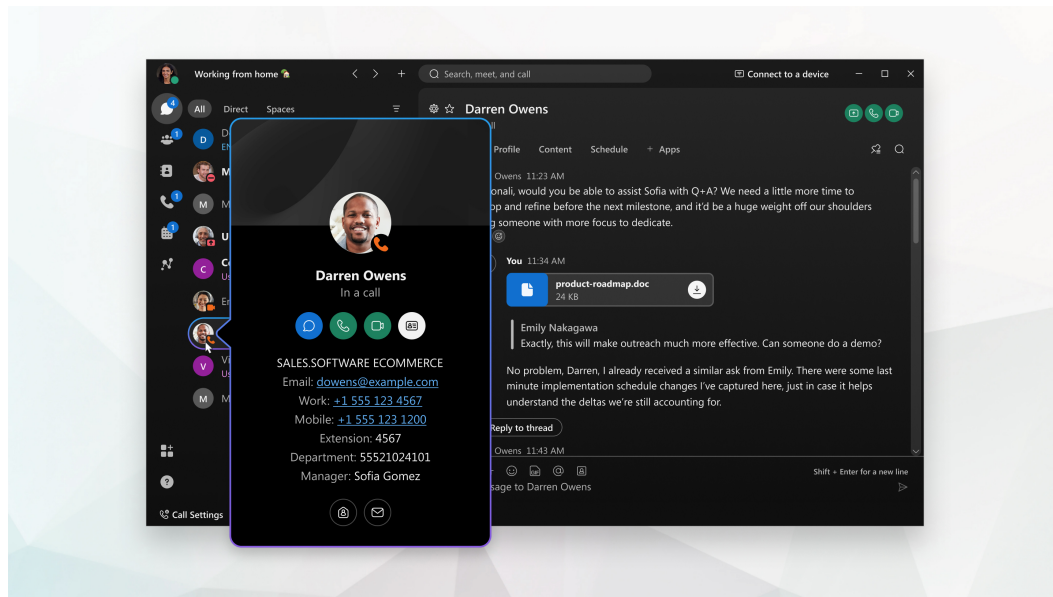 Working from home
Search, meet, and call
Connect to a device
4
All
Direct
Spaces
Darren Owens
1
D
Profile
Content
Schedule
+ Apps
Owens 11:23 AM
would you be able to assist Sofia with Q+A? We need a little more time to
and refine before the next milestone, and it'd be a huge weight off our shoulders
someone with more focus to dedicate.
M
1
1
You 11:34 AM
product-roadmap.doc
24 KB
C
Emily Nakagawa
Exactly, this will make outreach much more effective. Can someone do a demo?
No problem, Darren, I already received a similar ask from Emily. There were some last
minute implementation schedule changes I've captured here, just in case it helps
understand the deltas we're still accounting for.
V
M
Reply to thread
Owens 11:43 AM
GIF
Shift + Enter for a new line
to Darren Owens
Call Settings
Darren Owens
In a call
SALES.SOFTWARE ECOMMERCE
Email: dowens@example.com
Work: +1 555 123 4567
Mobile: +1 555 123 1200
Extension: 4567
Department: 55521024101
Manager: Sofia Gomez